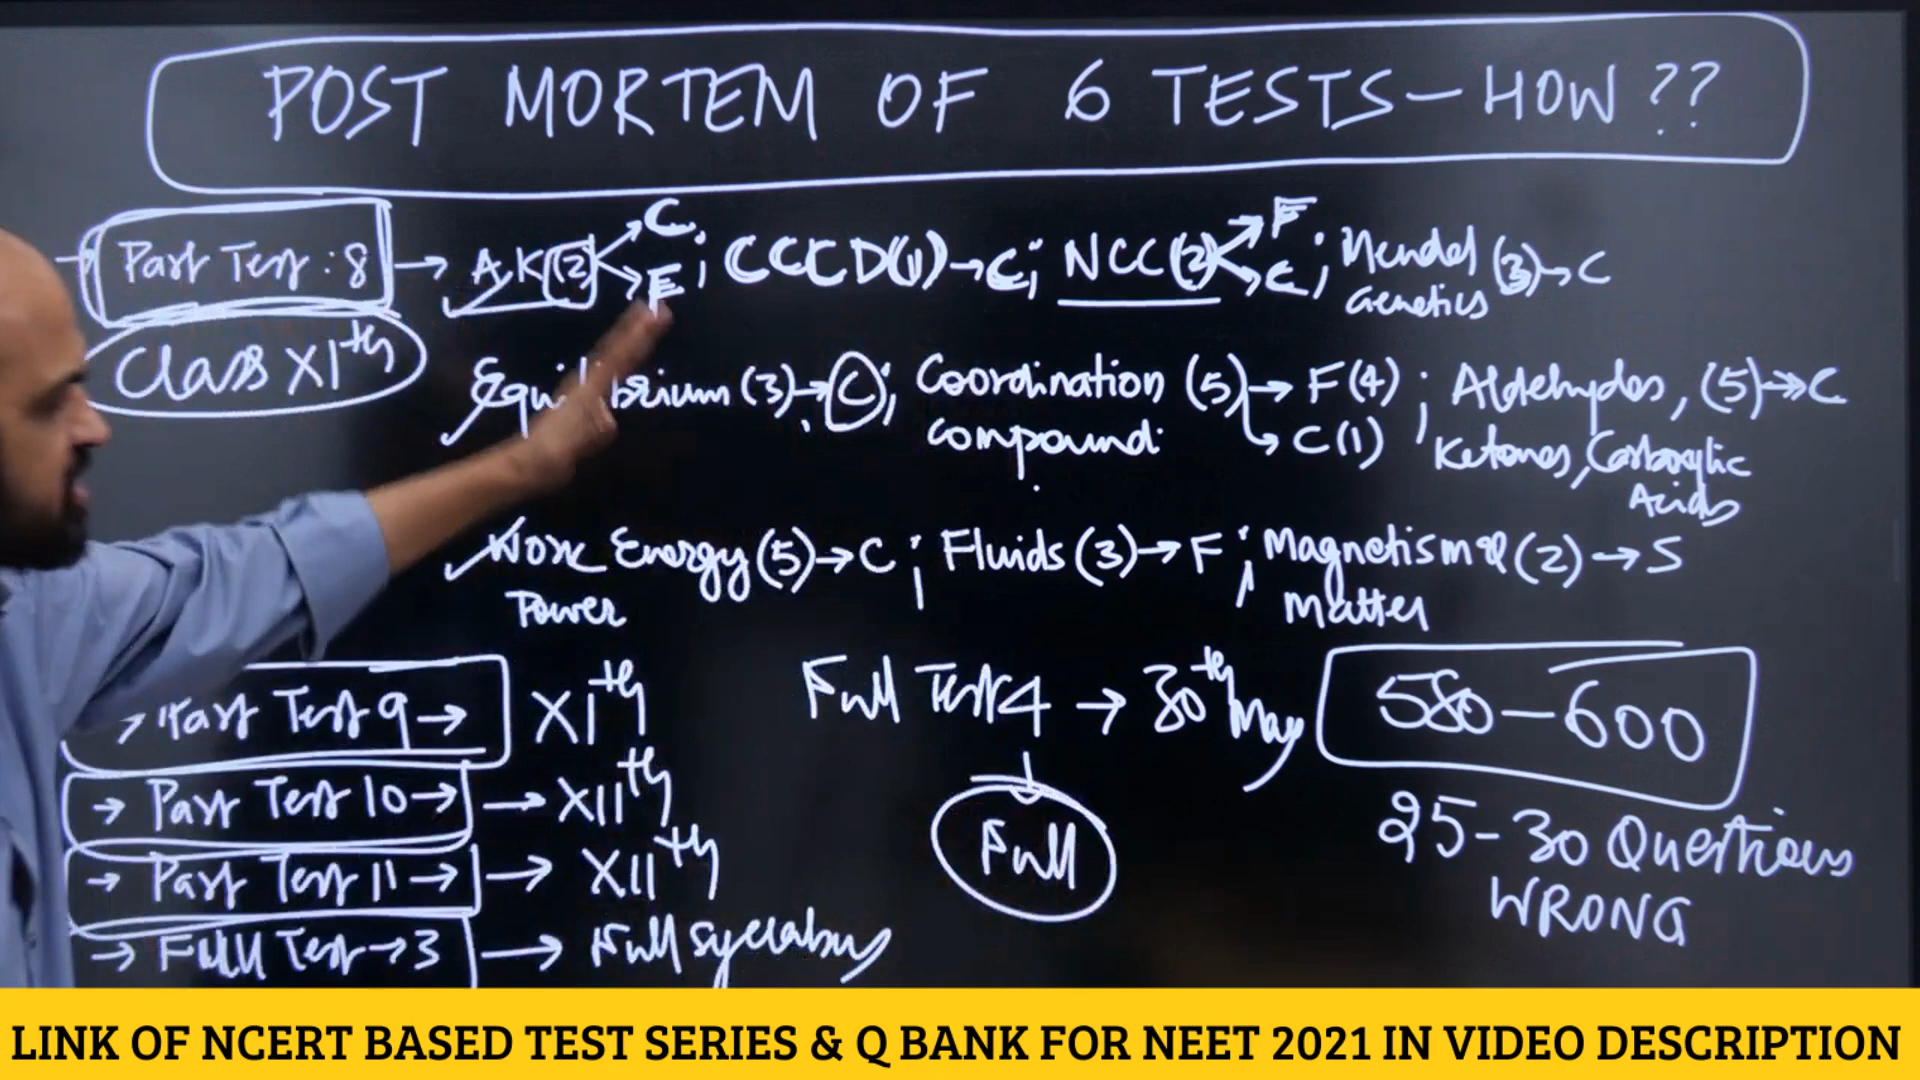 POST MORTEM OF 6 TESTS - HOW ??
Part Test : 8 → A.K (2) → C, F ; CCCD (1) → C ; NCC (2) → F, C ; Mendel Genetics (3) → C
Class XIth
Equilibrium (3) → C ; Coordination compound (5) → F (4), C (1) ; Aldehydes, Ketones, Carboxylic Acids (5) → C
Work Energy Power (5) → C ; Fluids (3) → F ; Magnetism & Matter (2) → S
→ Part Test 9 → XIth
→ Part Test 10 → → XIIth
→ Part Test 11 → → XIIth
→ Full Test → 3 → Full syllabus
Full Test 4 → 30th May
Full
580 - 600
25 - 30 Questions
WRONG
LINK OF NCERT BASED TEST SERIES & Q BANK FOR NEET 2021 IN VIDEO DESCRIPTION